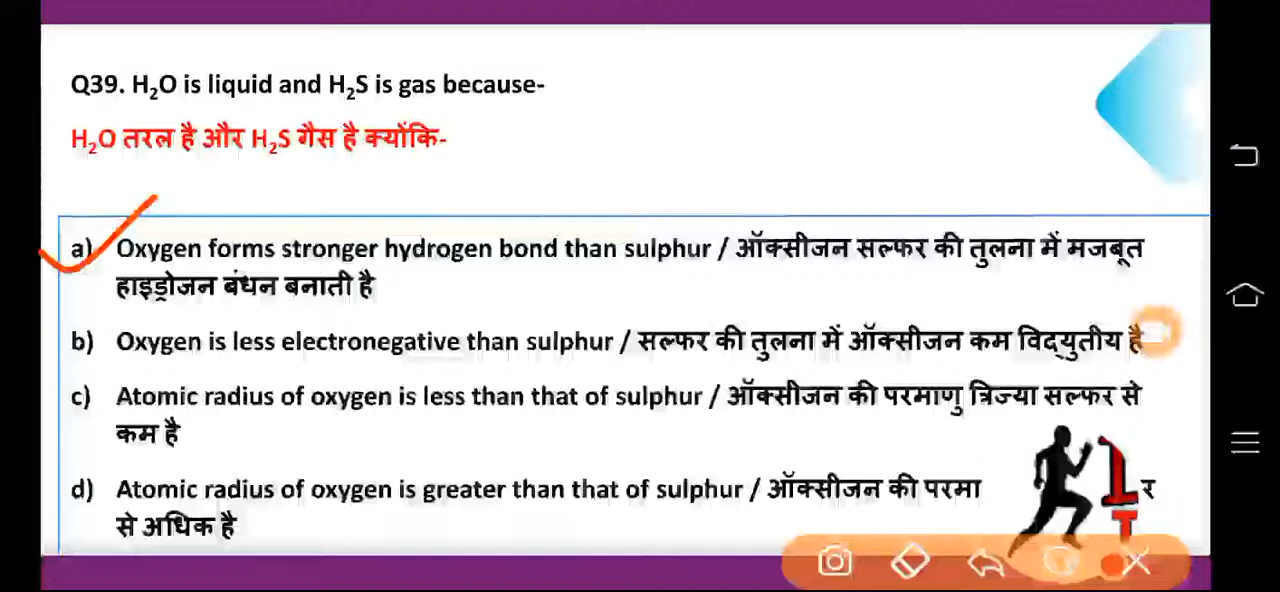 Q39. H₂O is liquid and H₂S is gas because-
H₂O तरल है और H₂S गैस है क्योंकि-
a) Oxygen forms stronger hydrogen bond than sulphur / ऑक्सीजन सल्फर की तुलना में मजबूत
हाइड्रोजन बंधन बनाती है
b) Oxygen is less electronegative than sulphur / सल्फर की तुलना में ऑक्सीजन कम विद्युतीय है
c) Atomic radius of oxygen is less than that of sulphur / ऑक्सीजन की परमाणु त्रिज्या सल्फर से
कम है
d) Atomic radius of oxygen is greater than that of sulphur / ऑक्सीजन की परमा र
से अधिक है